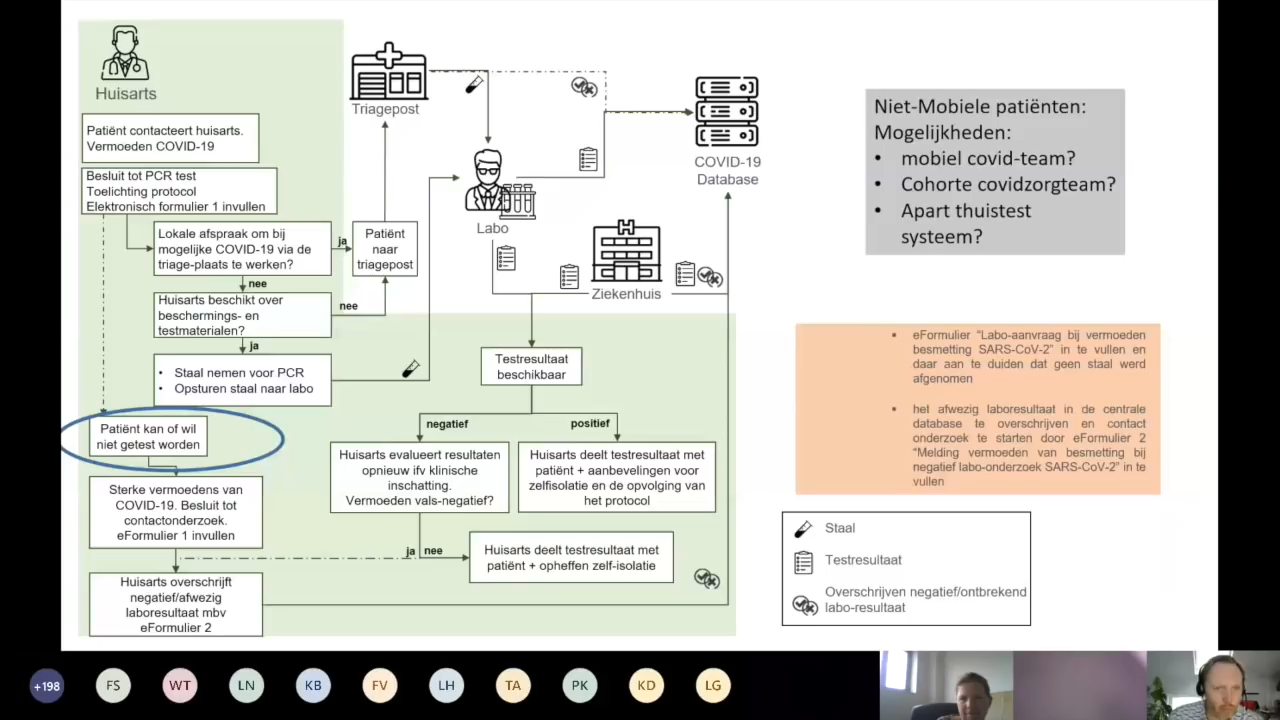 Huisarts
Patiënt contacteert huisarts.
Vermoeden COVID-19
Besluit tot PCR test
Toelichting protocol
Elektronisch formulier 1 invullen
Lokale afspraak om bij
mogelijke COVID-19 via de
triage-plaats te werken?
ja
nee
Patiënt
naar
triagepost
Huisarts beschikt over
beschermings- en
testmaterialen?
nee
ja
• Staal nemen voor PCR
• Opsturen staal naar labo
Patiënt kan of wil
niet getest worden
Sterke vermoedens van
COVID-19. Besluit tot
contactonderzoek.
eFormulier 1 invullen
Huisarts overschrijft
negatief/afwezig
laboresultaat mbv
eFormulier 2
Triagepost
Labo
Ziekenhuis
COVID-19
Database
Testresultaat
beschikbaar
negatief
positief
Huisarts evalueert resultaten
opnieuw ifv klinische
inschatting.
Vermoeden vals-negatief?
Huisarts deelt testresultaat met
patiënt + aanbevelingen voor
zelfisolatie en de opvolging van
het protocol
ja
nee
Huisarts deelt testresultaat met
patiënt + opheffen zelf-isolatie
Niet-Mobiele patiënten:
Mogelijkheden:
• mobiel covid-team?
• Cohorte covidzorgteam?
• Apart thuistest
systeem?
▪ eFormulier “Labo-aanvraag bij vermoeden
besmetting SARS-CoV-2” in te vullen en
daar aan te duiden dat geen staal werd
afgenomen
▪ het afwezig laboresultaat in de centrale
database te overschrijven en contact
onderzoek te starten door eFormulier 2
“Melding vermoeden van besmetting bij
negatief labo-onderzoek SARS-CoV-2” in te
vullen
Staal
Testresultaat
Overschrijven negatief/ontbrekend
labo-resultaat
+198
FS
WT
LN
KB
FV
LH
TA
PK
KD
LG